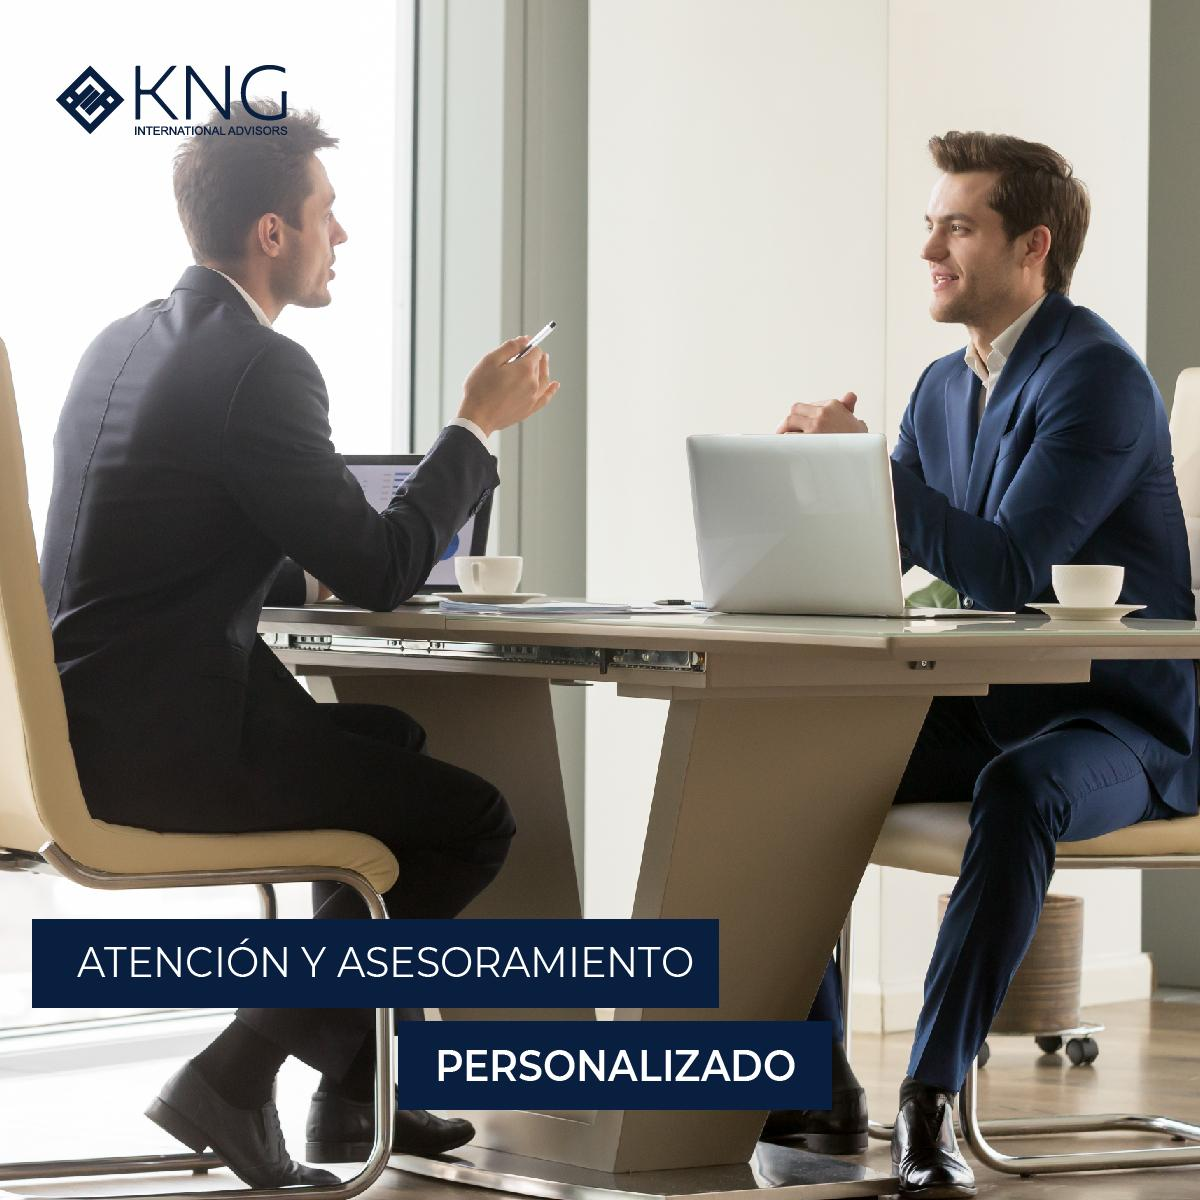 KNG
INTERNATIONAL ADVISORS
ATENCIÓN Y ASESORAMIENTO
PERSONALIZADO